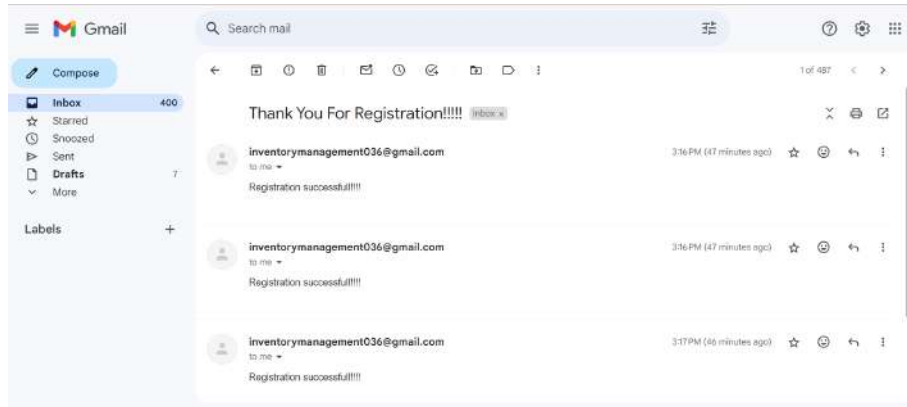 Gmail
Search mail
Compose
1 of 487
Inbox 400
Starred
Snoozed
Sent
Drafts 7
More
Labels +
Thank You For Registration!!!!! Inbox x
inventorymanagement036@gmail.com 3:16 PM (47 minutes ago)
to me
Registration successfull!!!!
inventorymanagement036@gmail.com 3:16 PM (47 minutes ago)
to me
Registration successfull!!!!
inventorymanagement036@gmail.com 3:17 PM (46 minutes ago)
to me
Registration successfull!!!!